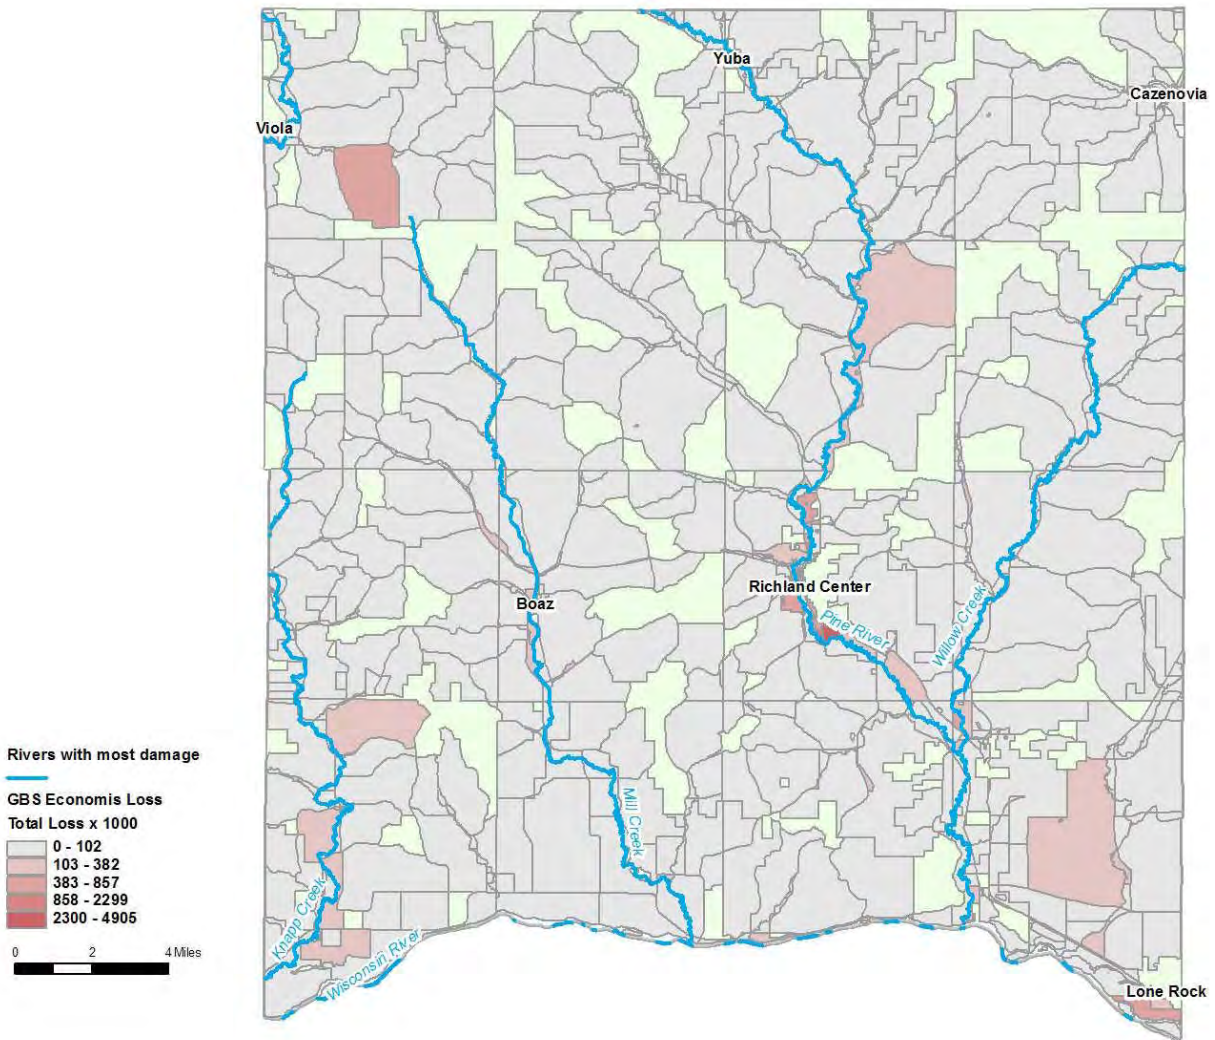 Yuba
Cazenovia
Viola
Richland Center
Boaz
Pine River
Willow Creek
Rivers with most damage
GBS Economis Loss
Total Loss x 1000
0 - 102
103 - 382
383 - 857
858 - 2299
2300 - 4905
0 2 4 Miles
Mill Creek
Knapp Creek
Wisconsin River
Lone Rock